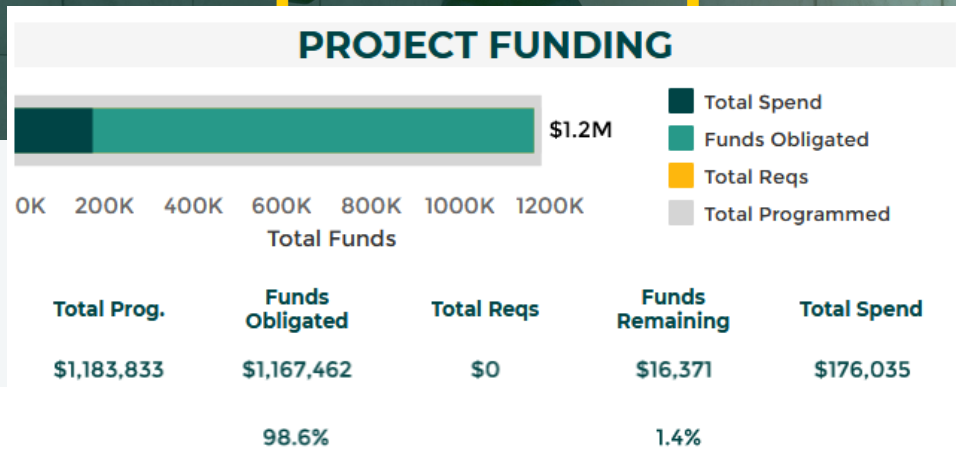 PROJECT FUNDING
$1.2M
Total Spend
Funds Obligated
Total Reqs
Total Programmed
0K 200K 400K 600K 800K 1000K 1200K
Total Funds
Total Prog. Funds Obligated Total Reqs Funds Remaining Total Spend
$1,183,833 $1,167,462 $0 $16,371 $176,035
98.6% 1.4%